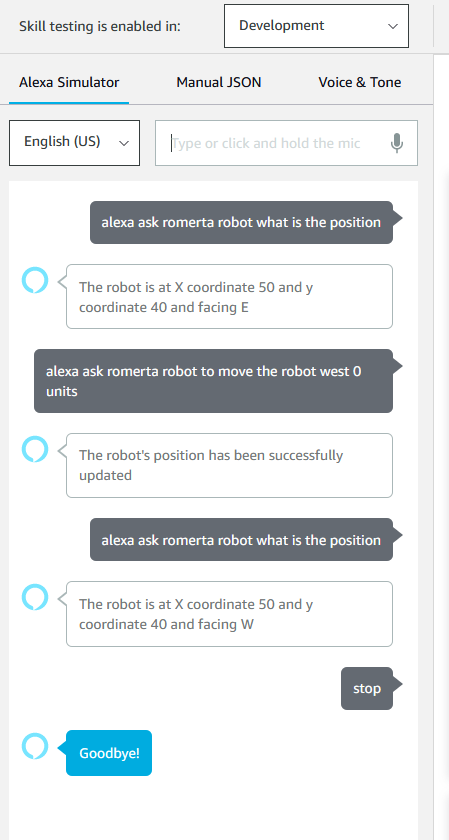 Skill testing is enabled in:
Development
Alexa Simulator
Manual JSON
Voice & Tone
English (US)
Type or click and hold the mic
alexa ask romerta robot what is the position
The robot is at X coordinate 50 and y
coordinate 40 and facing E
alexa ask romerta robot to move the robot west 0
units
The robot's position has been successfully
updated
alexa ask romerta robot what is the position
The robot is at X coordinate 50 and y
coordinate 40 and facing W
stop
Goodbye!